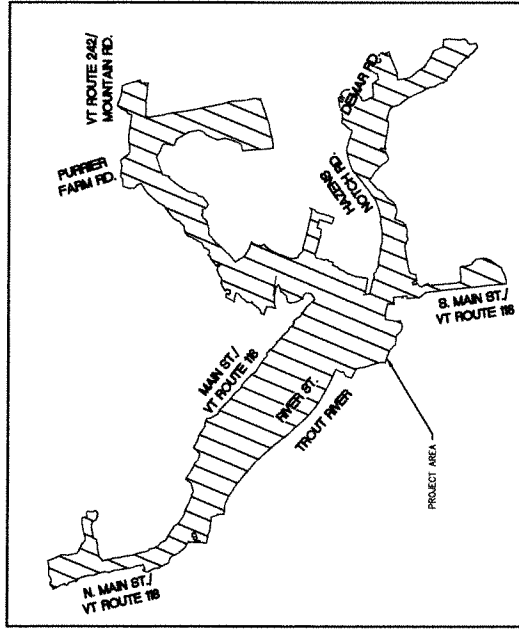 VT ROUTE 242/
MOUNTAIN RD.
PURRIER
FARM RD.
DEMAR RD.
HAZENS
NOTCH RD.
MAIN ST./
VT ROUTE 118
RIVER ST.
TROUT RIVER
S. MAIN ST./
VT ROUTE 118
PROJECT AREA
N. MAIN ST./
VT ROUTE 118